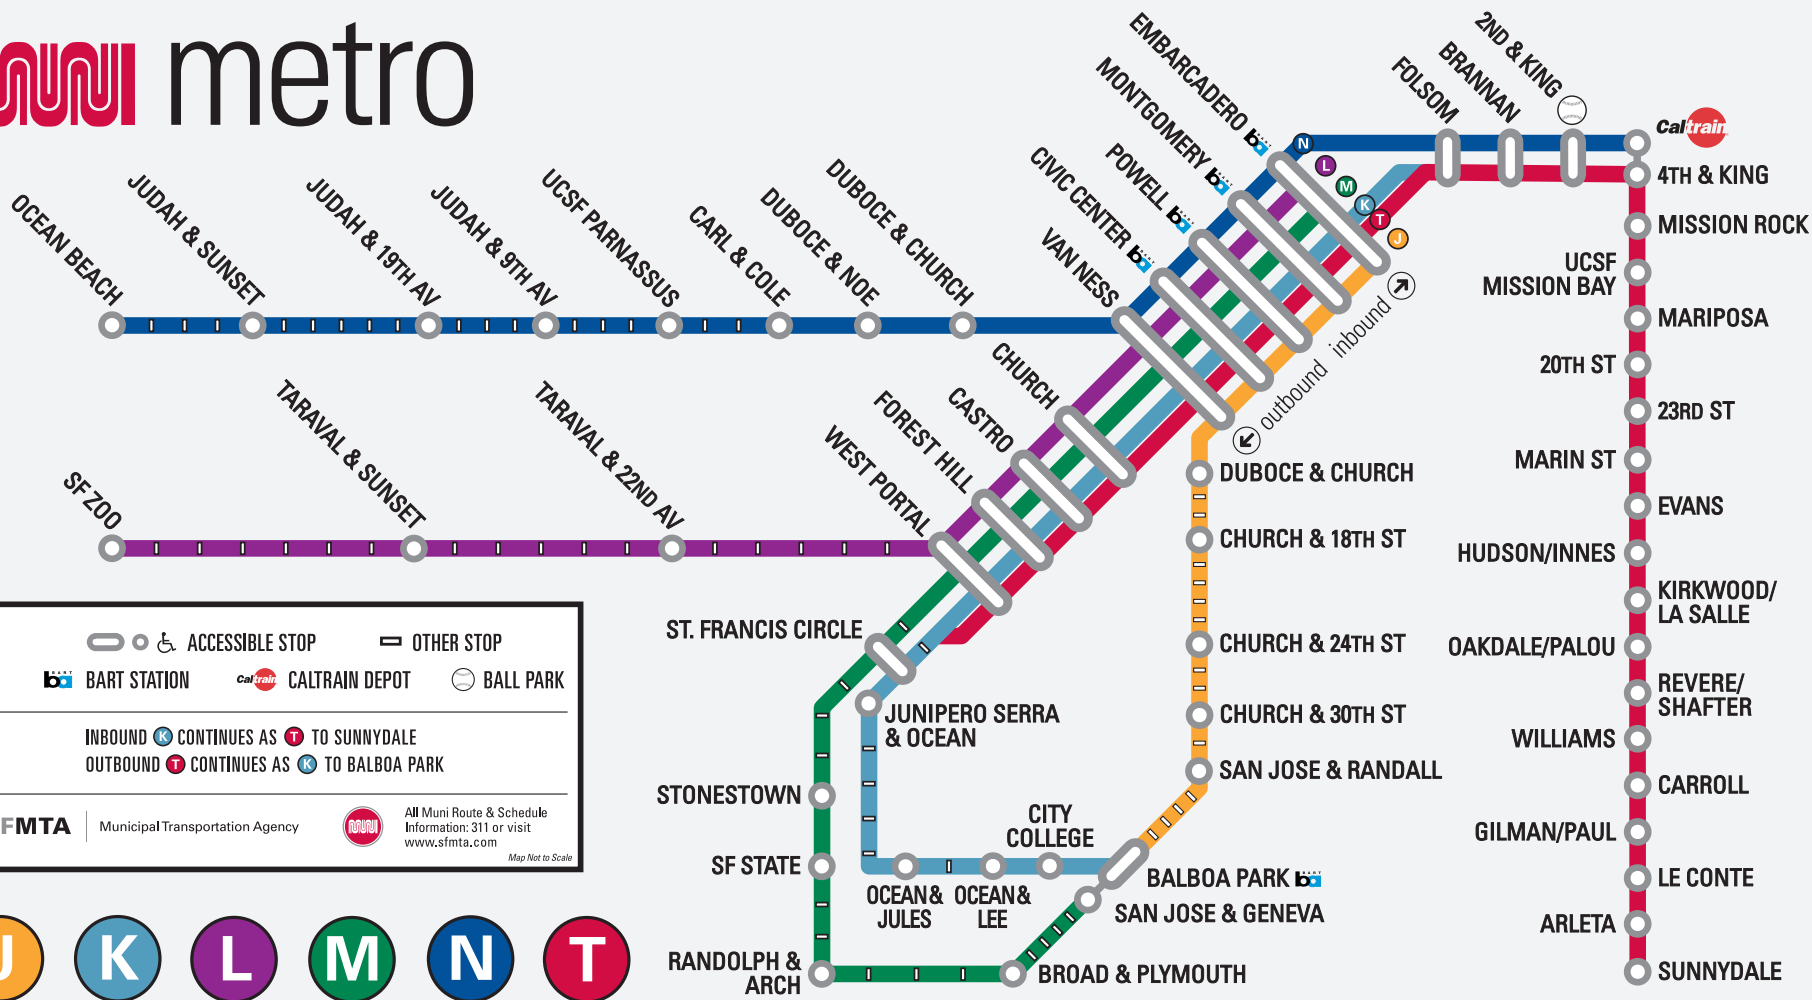 MUNI metro
EMBARCADERO
MONTGOMERY
POWELL
CIVIC CENTER
VAN NESS
FOLSOM
BRANNAN
2ND & KING
Caltrain
4TH & KING
MISSION ROCK
UCSF
MISSION BAY
MARIPOSA
20TH ST
23RD ST
MARIN ST
EVANS
HUDSON/INNES
KIRKWOOD/
LA SALLE
OAKDALE/PALOU
REVERE/
SHAFTER
WILLIAMS
CARROLL
GILMAN/PAUL
LE CONTE
ARLETA
SUNNYDALE
N
L
M
K
T
J
inbound
outbound
OCEAN BEACH
JUDAH & SUNSET
JUDAH & 19TH AV
JUDAH & 9TH AV
UCSF PARNASSUS
CARL & COLE
DUBOCE & NOE
DUBOCE & CHURCH
SF ZOO
TARAVAL & SUNSET
TARAVAL & 22ND AV
WEST PORTAL
FOREST HILL
CASTRO
CHURCH
DUBOCE & CHURCH
CHURCH & 18TH ST
CHURCH & 24TH ST
CHURCH & 30TH ST
SAN JOSE & RANDALL
ST. FRANCIS CIRCLE
JUNIPERO SERRA
& OCEAN
STONESTOWN
SF STATE
RANDOLPH &
ARCH
BROAD & PLYMOUTH
OCEAN &
JULES
OCEAN &
LEE
CITY
COLLEGE
BALBOA PARK ba
SAN JOSE & GENEVA
ACCESSIBLE STOP
OTHER STOP
ba BART STATION
Caltrain CALTRAIN DEPOT
BALL PARK
INBOUND K CONTINUES AS T TO SUNNYDALE
OUTBOUND T CONTINUES AS K TO BALBOA PARK
FMTA
Municipal Transportation Agency
All Muni Route & Schedule
Information: 311 or visit
www.sfmta.com
Map Not to Scale
J K L M N T